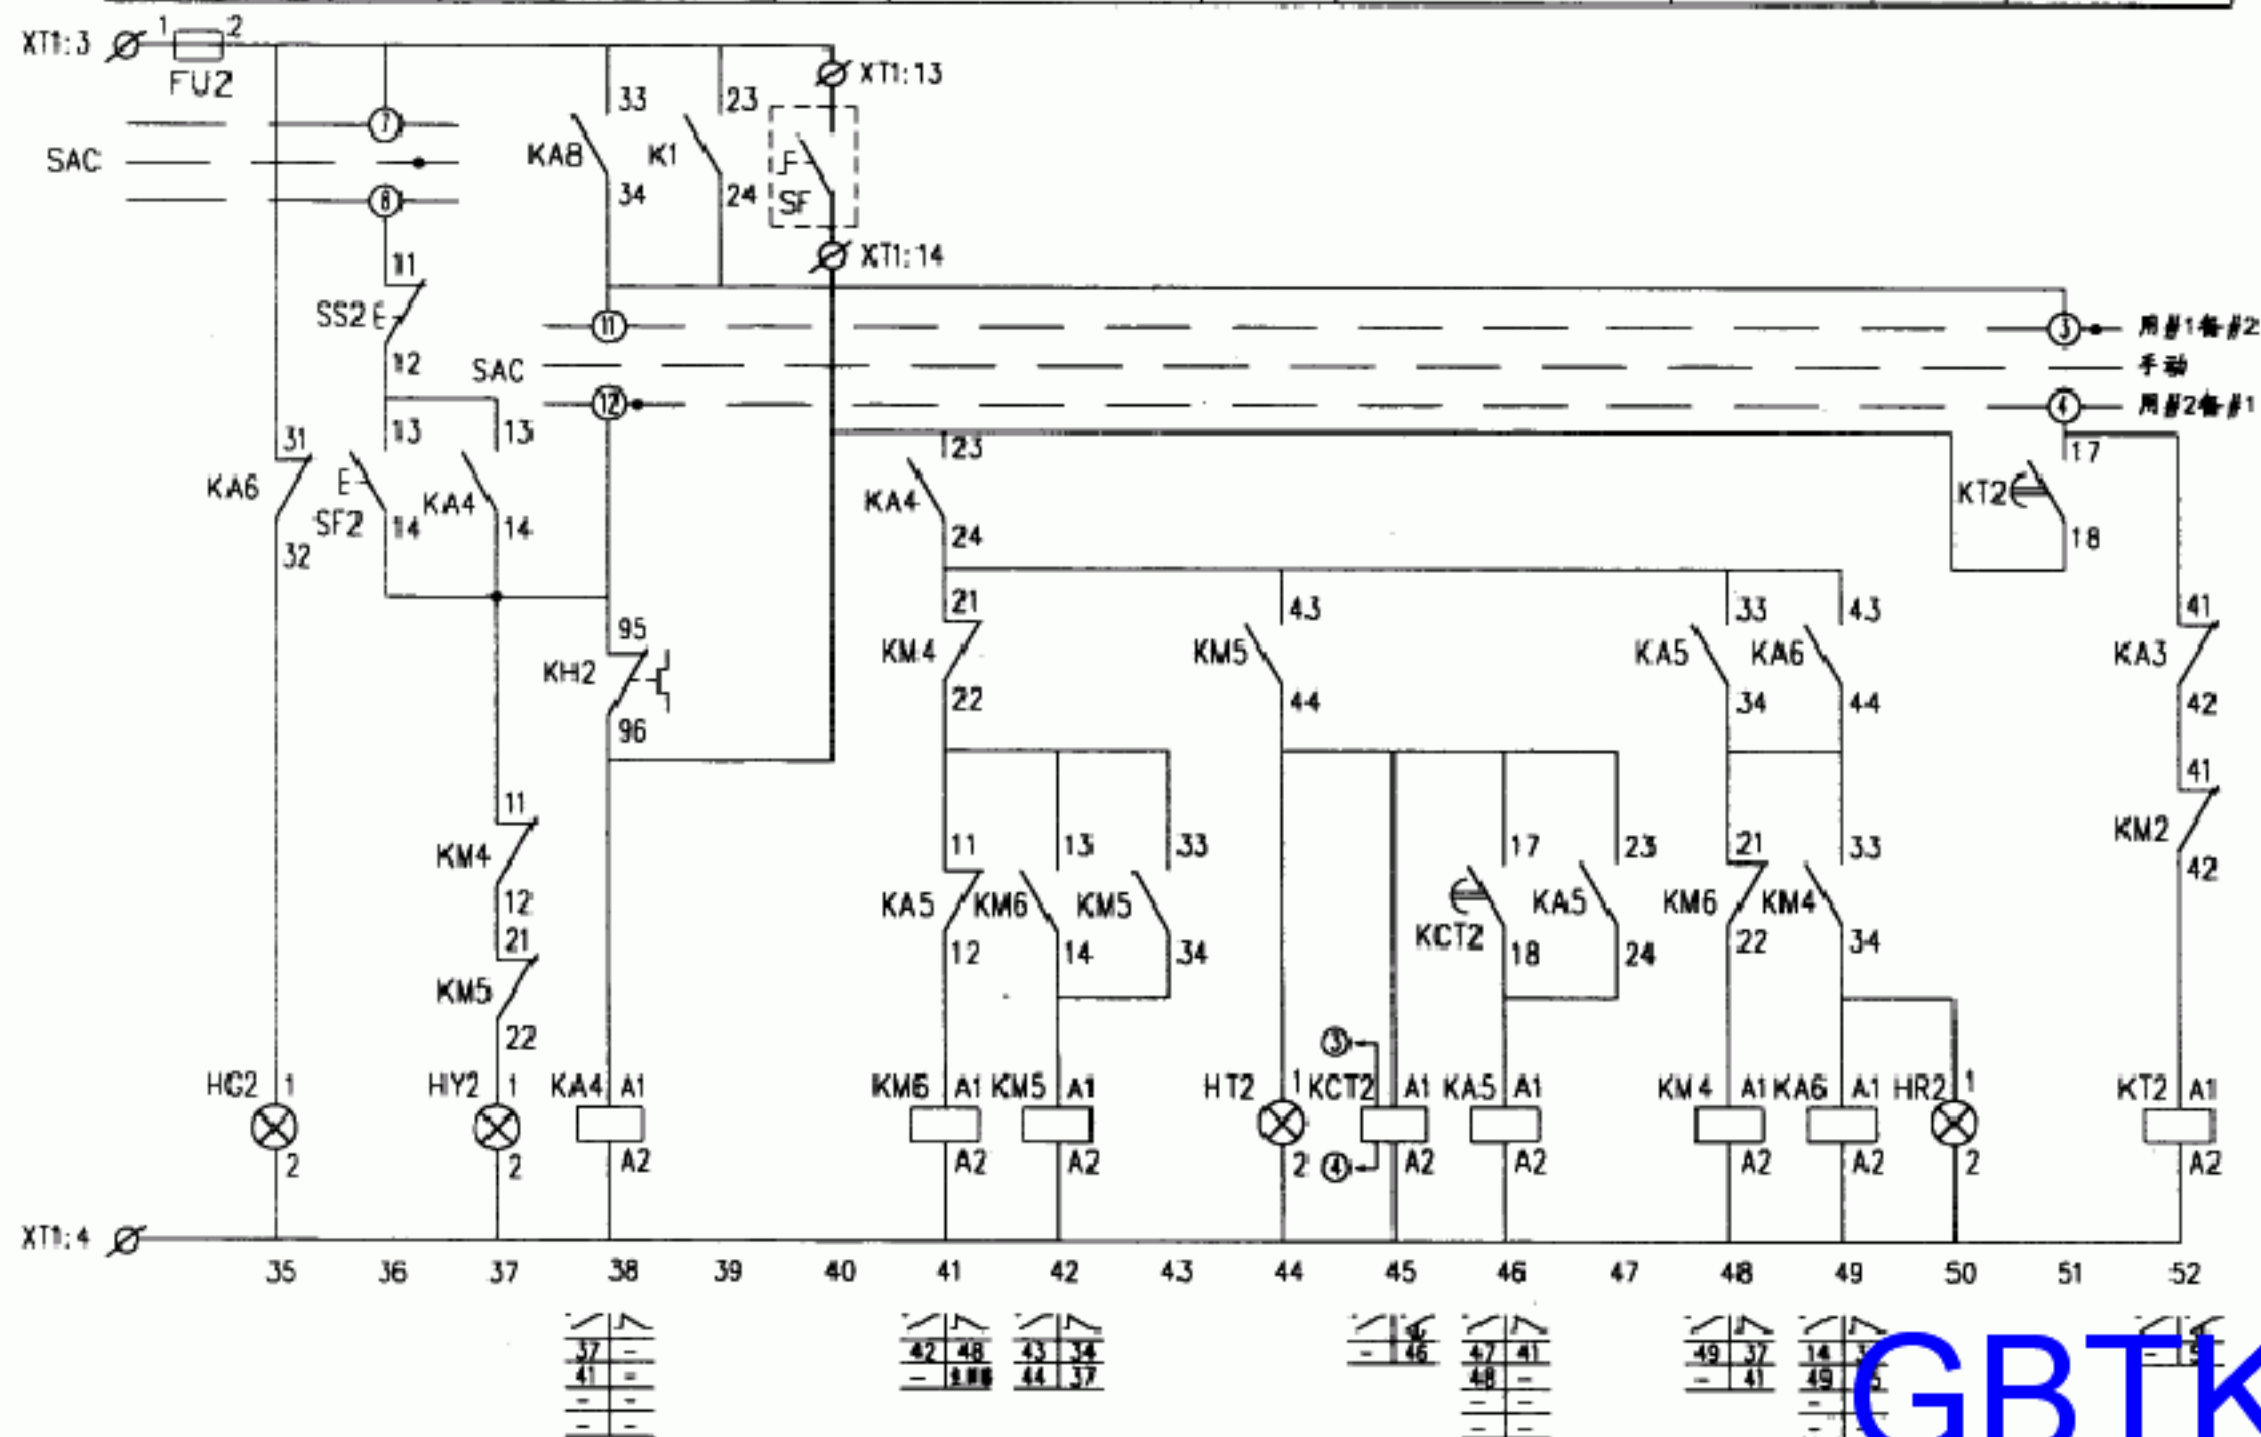 XT1:3 1 2
FU2
XT1:13
33 23
7
SAC KA8 K1 SF
34 24
8
XT1:14
11
SS2 E
12
11 3 用#1备#2
SAC 手动
12 4 用#2备#1
13 13 23 17
31
KA6 E KA4 KA4 KT2
SF2 14 14 24 18
32
95 21 43 33 43 41
KH2 KM4 KM5 KA5 KA6 KA3
96 22 44 34 44 42
41
11 KM2
KM4 42
12
11 13 33 17 23 21 33
KA5 KM6 KM5 KCT2 KA5 KM6 KM4
12 14 34 18 24 22 34
21
KM5
22
3
HG2 1 HY2 1 KA4 A1 KM6 A1 KM5 A1 HT2 1 KCT2 A1 KA5 A1 KM4 A1 KA6 A1 HR2 1 KT2 A1
2 2 A2 A2 A2 2 4 A2 A2 A2 A2 2 A2
XT1:4
35 36 37 38 39 40 41 42 43 44 45 46 47 48 49 50 51 52
37 - 42 48 43 34 - 46 47 41 49 37 14
41 - - 44 37 48 - - 41 49
- - - - -
- - - - -
GBTK